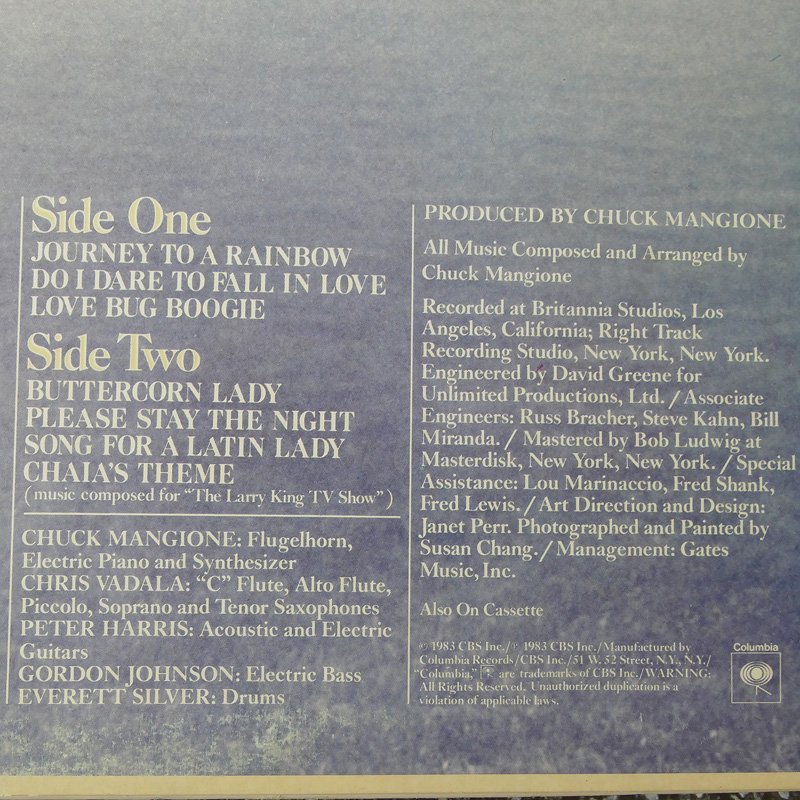 Side One
JOURNEY TO A RAINBOW
DO I DARE TO FALL IN LOVE
LOVE BUG BOOGIE
Side Two
BUTTERCORN LADY
PLEASE STAY THE NIGHT
SONG FOR A LATIN LADY
CHAIA'S THEME
(music composed for "The Larry King TV Show")
CHUCK MANGIONE: Flugelhorn,
Electric Piano and Synthesizer
CHRIS VADALA: "C" Flute, Alto Flute,
Piccolo, Soprano and Tenor Saxophones
PETER HARRIS: Acoustic and Electric
Guitars
GORDON JOHNSON: Electric Bass
EVERETT SILVER: Drums
PRODUCED BY CHUCK MANGIONE
All Music Composed and Arranged by
Chuck Mangione
Recorded at Britannia Studios, Los
Angeles, California; Right Track
Recording Studio, New York, New York.
Engineered by David Greene for
Unlimited Productions, Ltd. / Associate
Engineers: Russ Bracher, Steve Kahn, Bill
Miranda. / Mastered by Bob Ludwig at
Masterdisk, New York, New York. / Special
Assistance: Lou Marinaccio, Fred Shank,
Fred Lewis. / Art Direction and Design:
Janet Perr. Photographed and Painted by
Susan Chang. / Management: Gates
Music, Inc.
Also On Cassette
© 1983 CBS Inc./℗ 1983 CBS Inc./Manufactured by
Columbia Records/CBS Inc./51 W. 52 Street, N.Y., N.Y./
"Columbia," are trademarks of CBS Inc./WARNING:
All Rights Reserved. Unauthorized duplication is a
violation of applicable laws.
Columbia